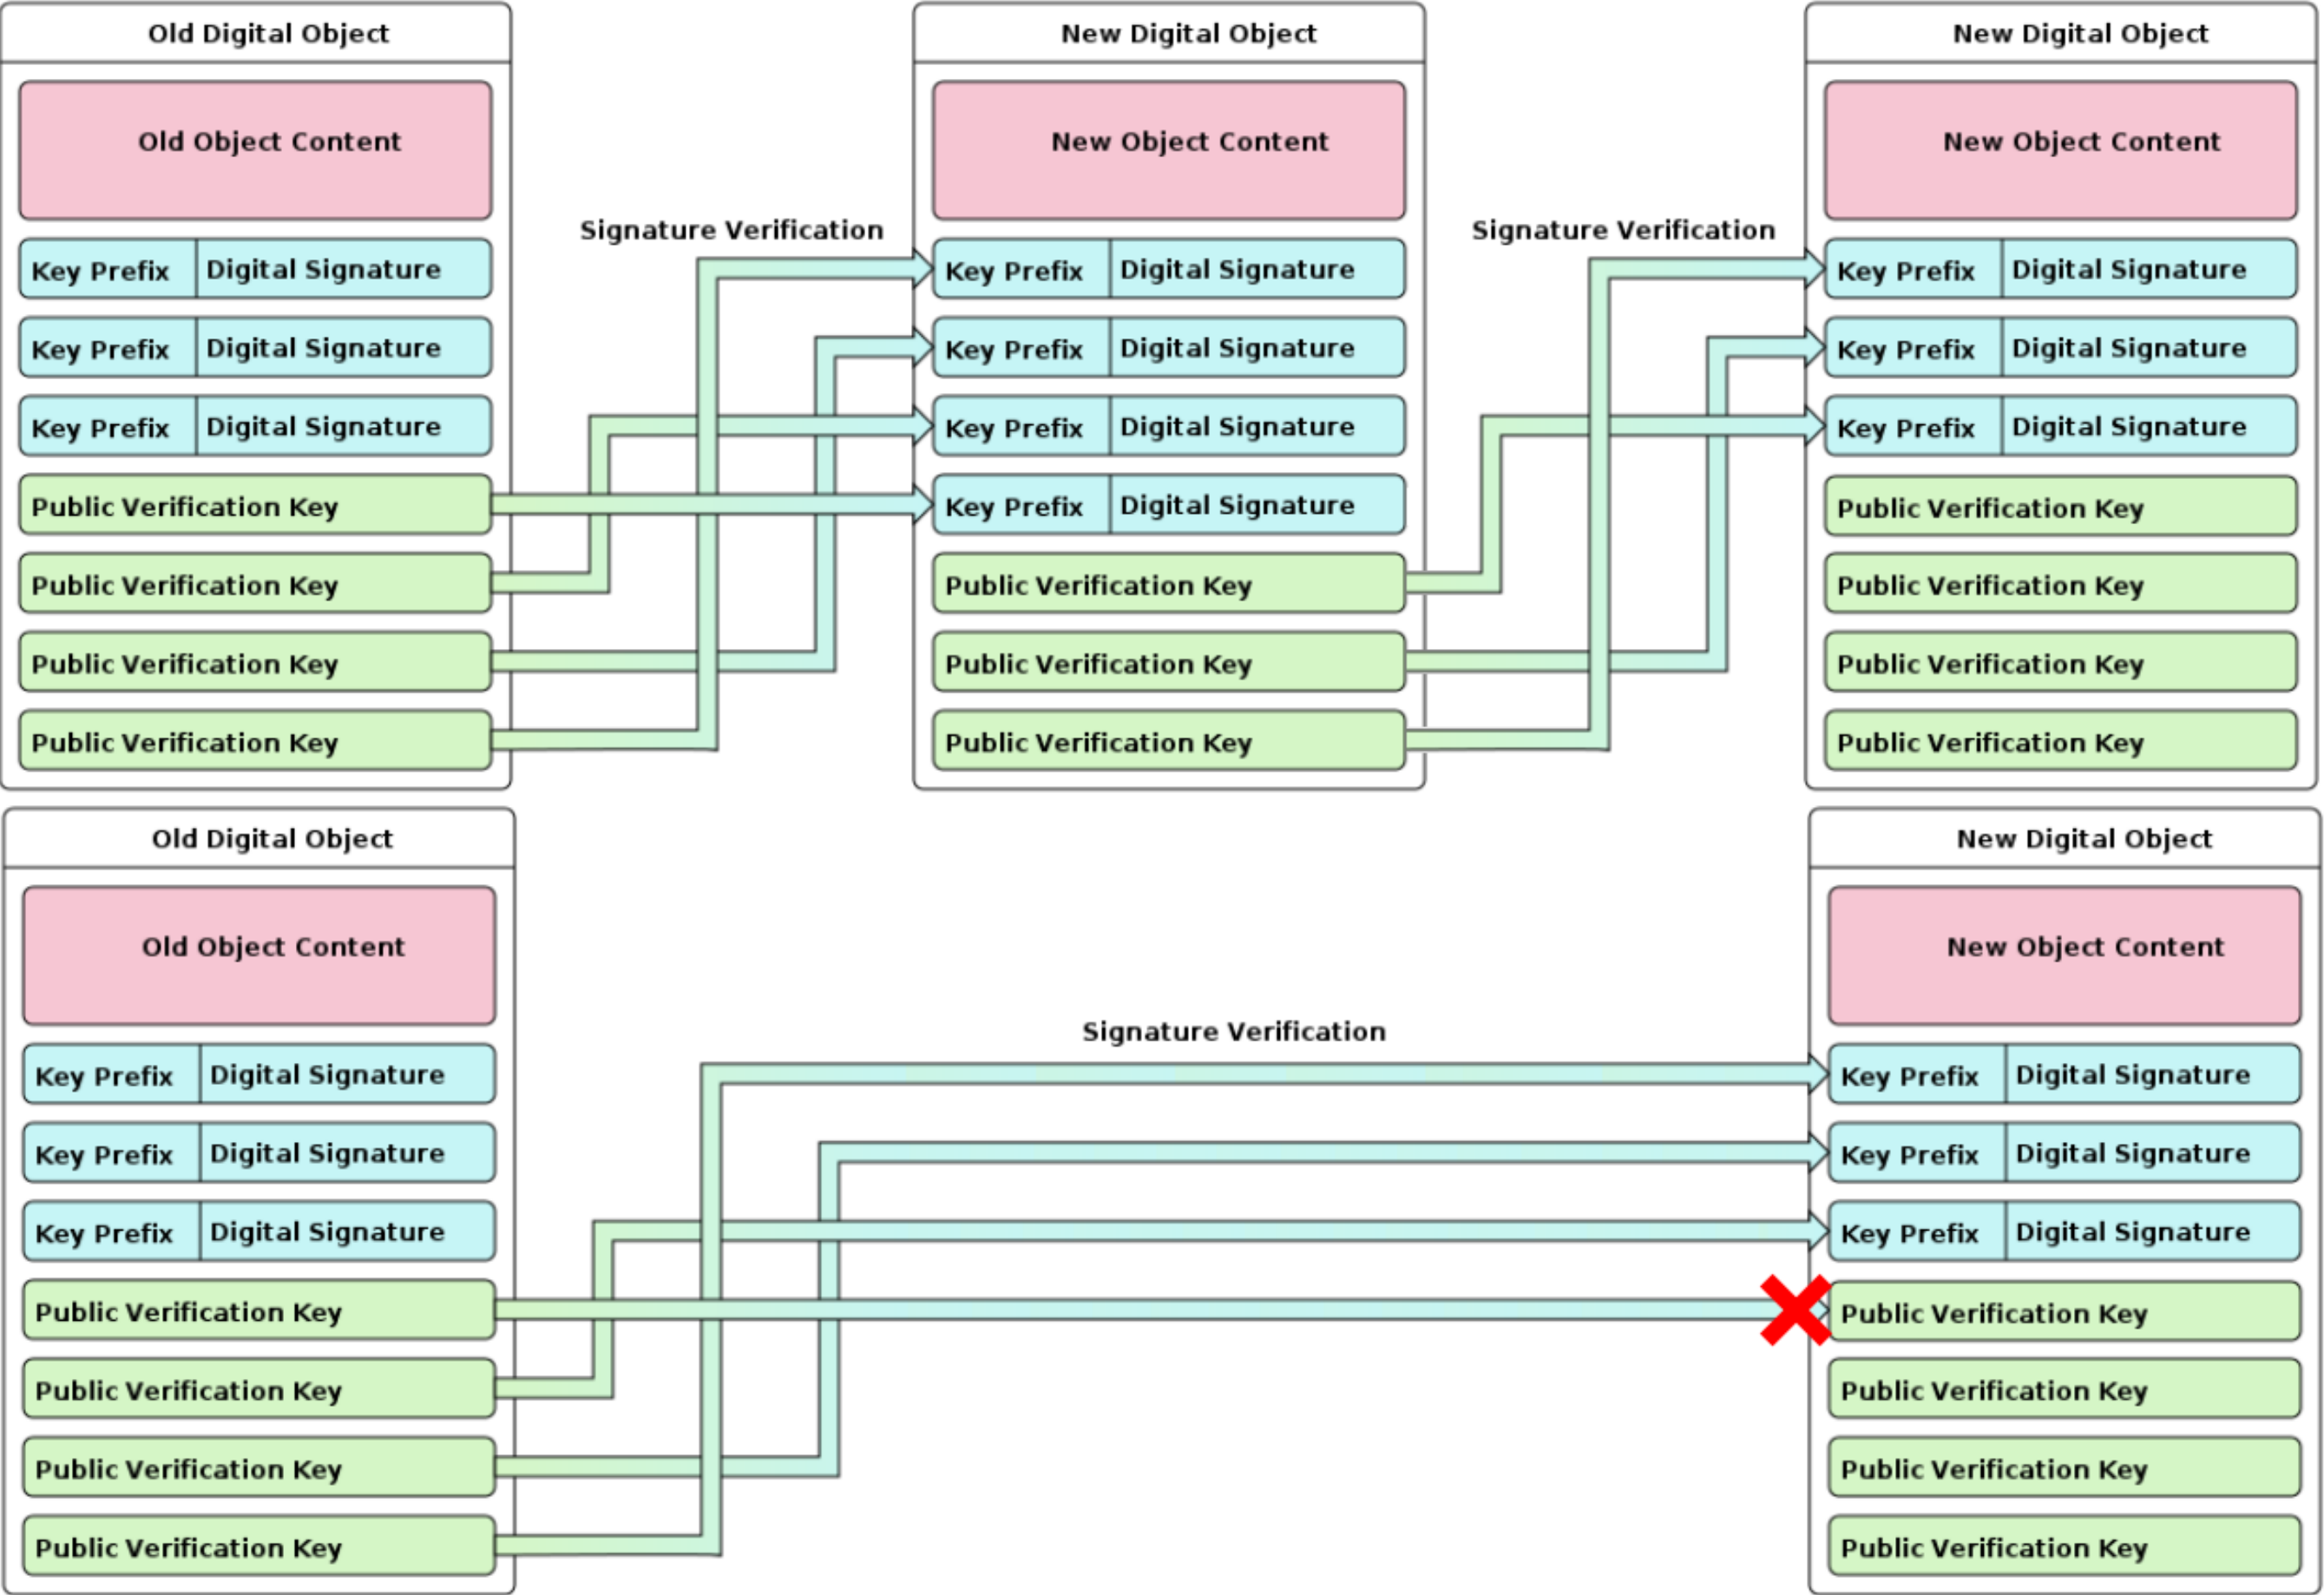 Old Digital Object
Old Object Content
Key Prefix Digital Signature
Key Prefix Digital Signature
Key Prefix Digital Signature
Public Verification Key
Public Verification Key
Public Verification Key
Public Verification Key
Signature Verification
New Digital Object
New Object Content
Key Prefix Digital Signature
Key Prefix Digital Signature
Key Prefix Digital Signature
Key Prefix Digital Signature
Public Verification Key
Public Verification Key
Public Verification Key
Signature Verification
New Digital Object
New Object Content
Key Prefix Digital Signature
Key Prefix Digital Signature
Key Prefix Digital Signature
Public Verification Key
Public Verification Key
Public Verification Key
Public Verification Key
Old Digital Object
Old Object Content
Key Prefix Digital Signature
Key Prefix Digital Signature
Key Prefix Digital Signature
Public Verification Key
Public Verification Key
Public Verification Key
Public Verification Key
Signature Verification
New Digital Object
New Object Content
Key Prefix Digital Signature
Key Prefix Digital Signature
Key Prefix Digital Signature
Public Verification Key
Public Verification Key
Public Verification Key
Public Verification Key